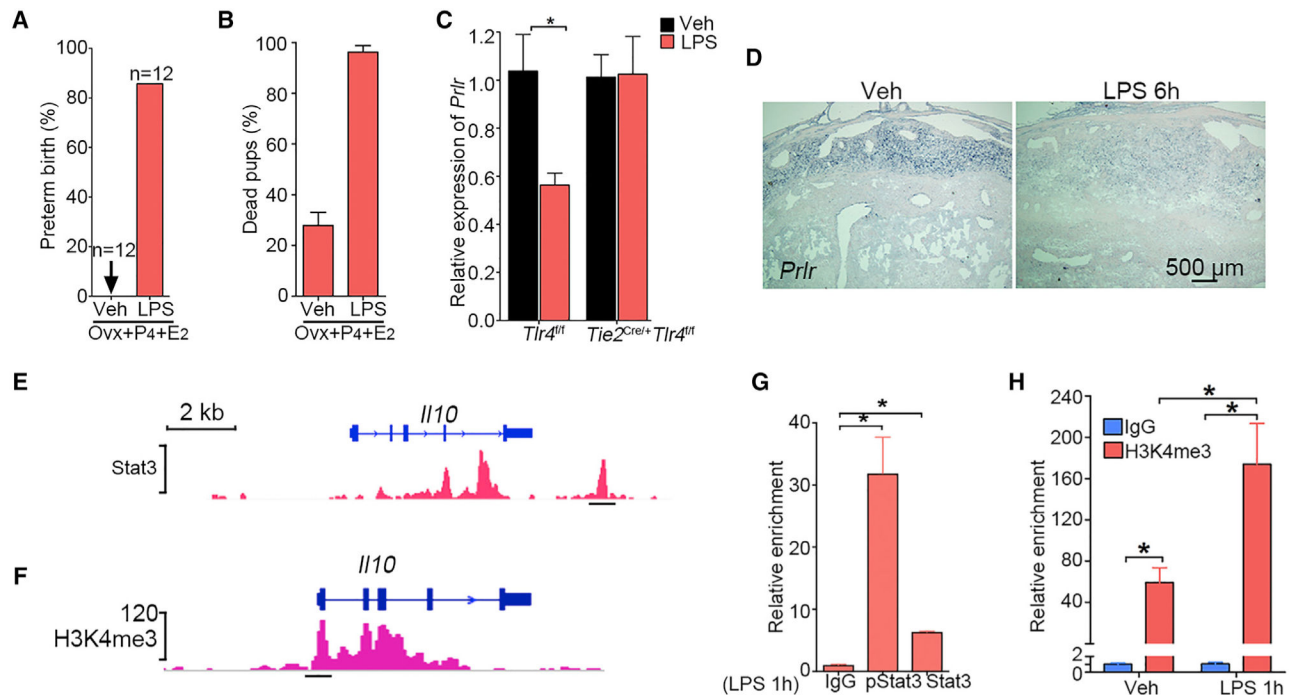 A
Preterm birth (%)
100
80
60
40
20
0
n=12
n=12
Veh LPS
Ovx+P4+E2
B
Dead pups (%)
100
80
60
40
20
0
Veh LPS
Ovx+P4+E2
C
Relative expression of Prlr
1.2
1.0
0.8
0.6
0.4
0.2
0.0
*
Veh
LPS
Tlr4f/f Tie2Cre/+ Tlr4f/f
D
Veh LPS 6h
Prlr
500 µm
E
2 kb
Il10
Stat3
F
Il10
120
H3K4me3
G
Relative enrichment
40
30
20
10
0
*
*
(LPS 1h) IgG pStat3 Stat3
H
Relative enrichment
240
200
160
120
80
40
2
0
IgG
H3K4me3
*
*
*
Veh LPS 1h